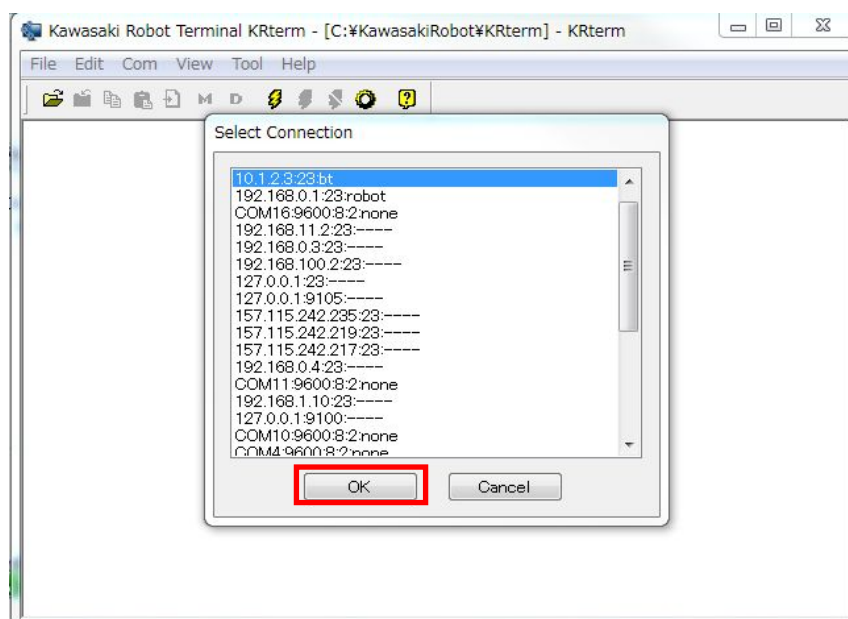 Kawasaki Robot Terminal KRterm - [C:¥KawasakiRobot¥KRterm] - KRterm
File Edit Com View Tool Help
M D
Select Connection
10.1.2.3:23:bt
192.168.0.1:23:robot
COM16:9600:8:2:none
192.168.11.2:23:----
192.168.0.3:23:----
192.168.100.2:23:----
127.0.0.1:23:----
127.0.0.1:9105:----
157.115.242.235:23:----
157.115.242.219:23:----
157.115.242.217:23:----
192.168.0.4:23:----
COM11:9600:8:2:none
192.168.1.10:23:----
127.0.0.1:9100:----
COM10:9600:8:2:none
COM4:9600:8:2:none
OK Cancel